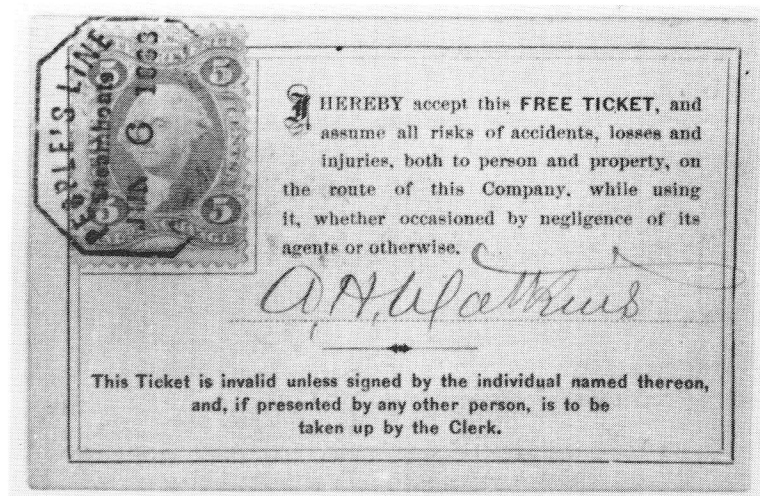 PEOPLE'S LINE
Steamboats
JUN 6 1863
5 5
5 5
I HEREBY accept this FREE TICKET, and
assume all risks of accidents, losses and
injuries, both to person and property, on
the route of this Company, while using
it, whether occasioned by negligence of its
agents or otherwise.
A. H. Watkins
This Ticket is invalid unless signed by the individual named thereon,
and, if presented by any other person, is to be
taken up by the Clerk.